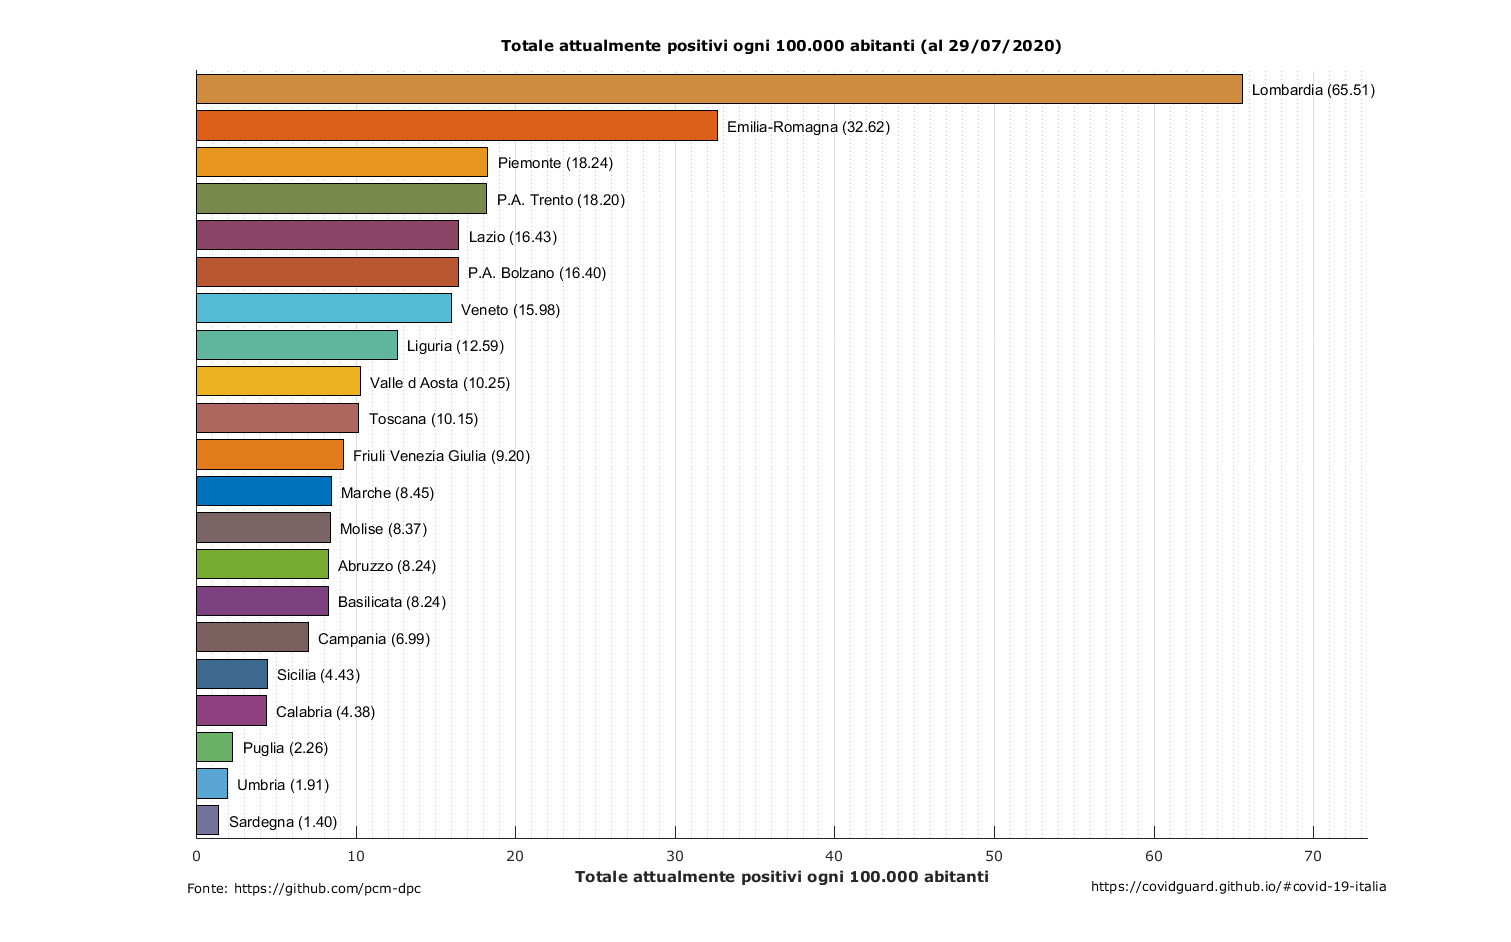 Totale attualmente positivi ogni 100.000 abitanti (al 29/07/2020)
Lombardia (65.51)
Emilia-Romagna (32.62)
Piemonte (18.24)
P.A. Trento (18.20)
Lazio (16.43)
P.A. Bolzano (16.40)
Veneto (15.98)
Liguria (12.59)
Valle d Aosta (10.25)
Toscana (10.15)
Friuli Venezia Giulia (9.20)
Marche (8.45)
Molise (8.37)
Abruzzo (8.24)
Basilicata (8.24)
Campania (6.99)
Sicilia (4.43)
Calabria (4.38)
Puglia (2.26)
Umbria (1.91)
Sardegna (1.40)
0 10 20 30 40 50 60 70
Totale attualmente positivi ogni 100.000 abitanti
Fonte: https://github.com/pcm-dpc
https://covidguard.github.io/#covid-19-italia